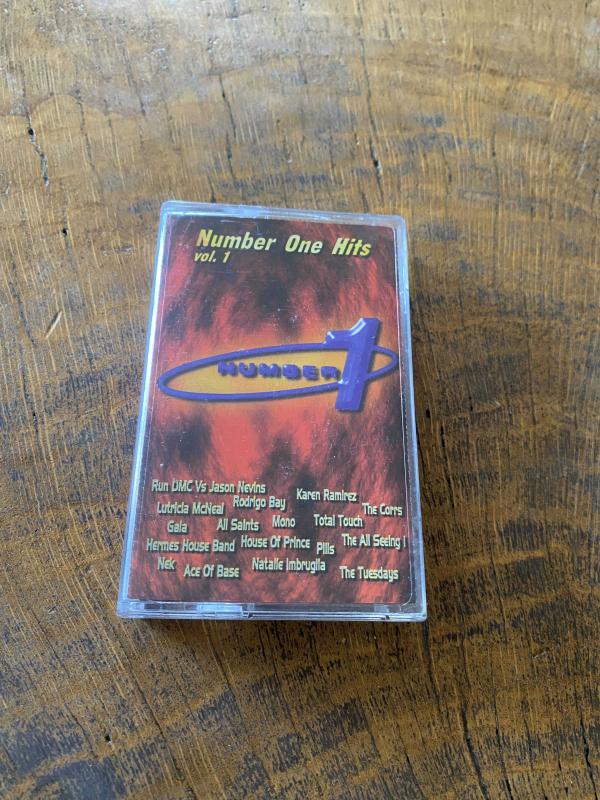 Number One Hits
vol. 1
NUMBER 1
Run DMC Vs Jason Nevins
Karen Ramirez
Lutricia McNeal
Rodrigo Bay
The Corrs
Gala
All Saints
Mono
Total Touch
Hermes House Band
House Of Prince
Pills
The All Seeing I
Nek
Ace Of Base
Natalie Imbruglia
The Tuesdays